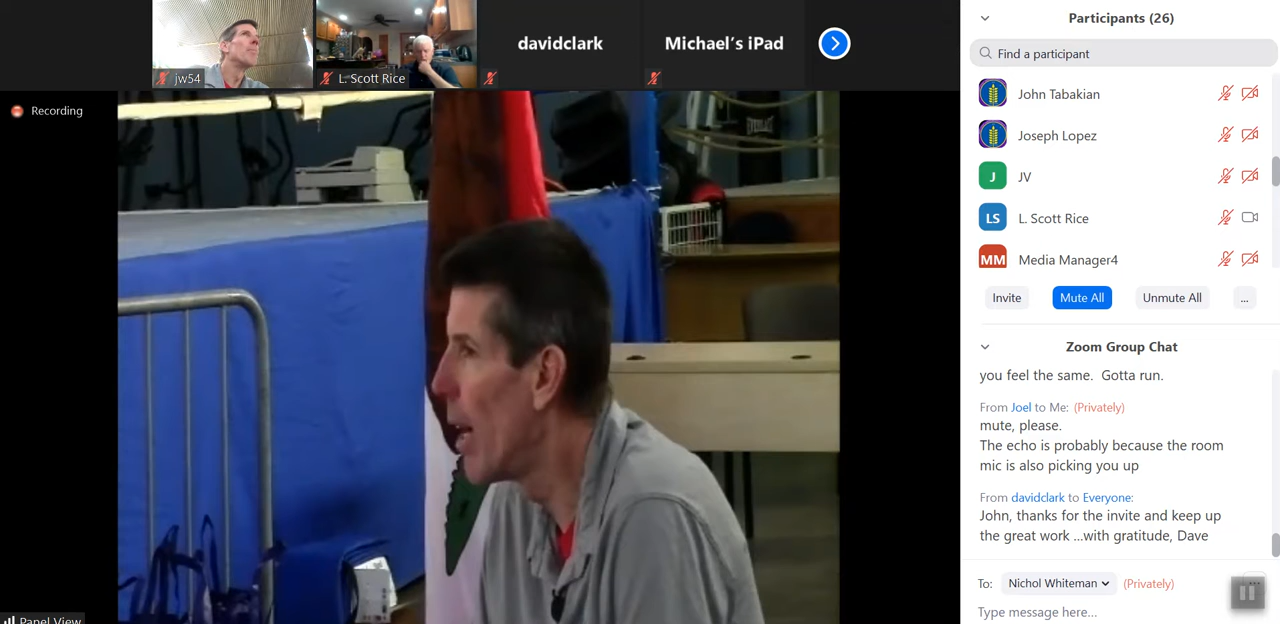 jw54
L. Scott Rice
davidclark
Michael’s iPad
Recording
EVERLAST
Panel View
Participants (26)
Find a participant
John Tabakian
Joseph Lopez
J
JV
LS
L. Scott Rice
MM
Media Manager4
Invite
Mute All
Unmute All
...
Zoom Group Chat
you feel the same. Gotta run.
From Joel to Me: (Privately)
mute, please.
The echo is probably because the room
mic is also picking you up
From davidclark to Everyone:
John, thanks for the invite and keep up
the great work ...with gratitude, Dave
To: Nichol Whiteman (Privately)
Type message here...